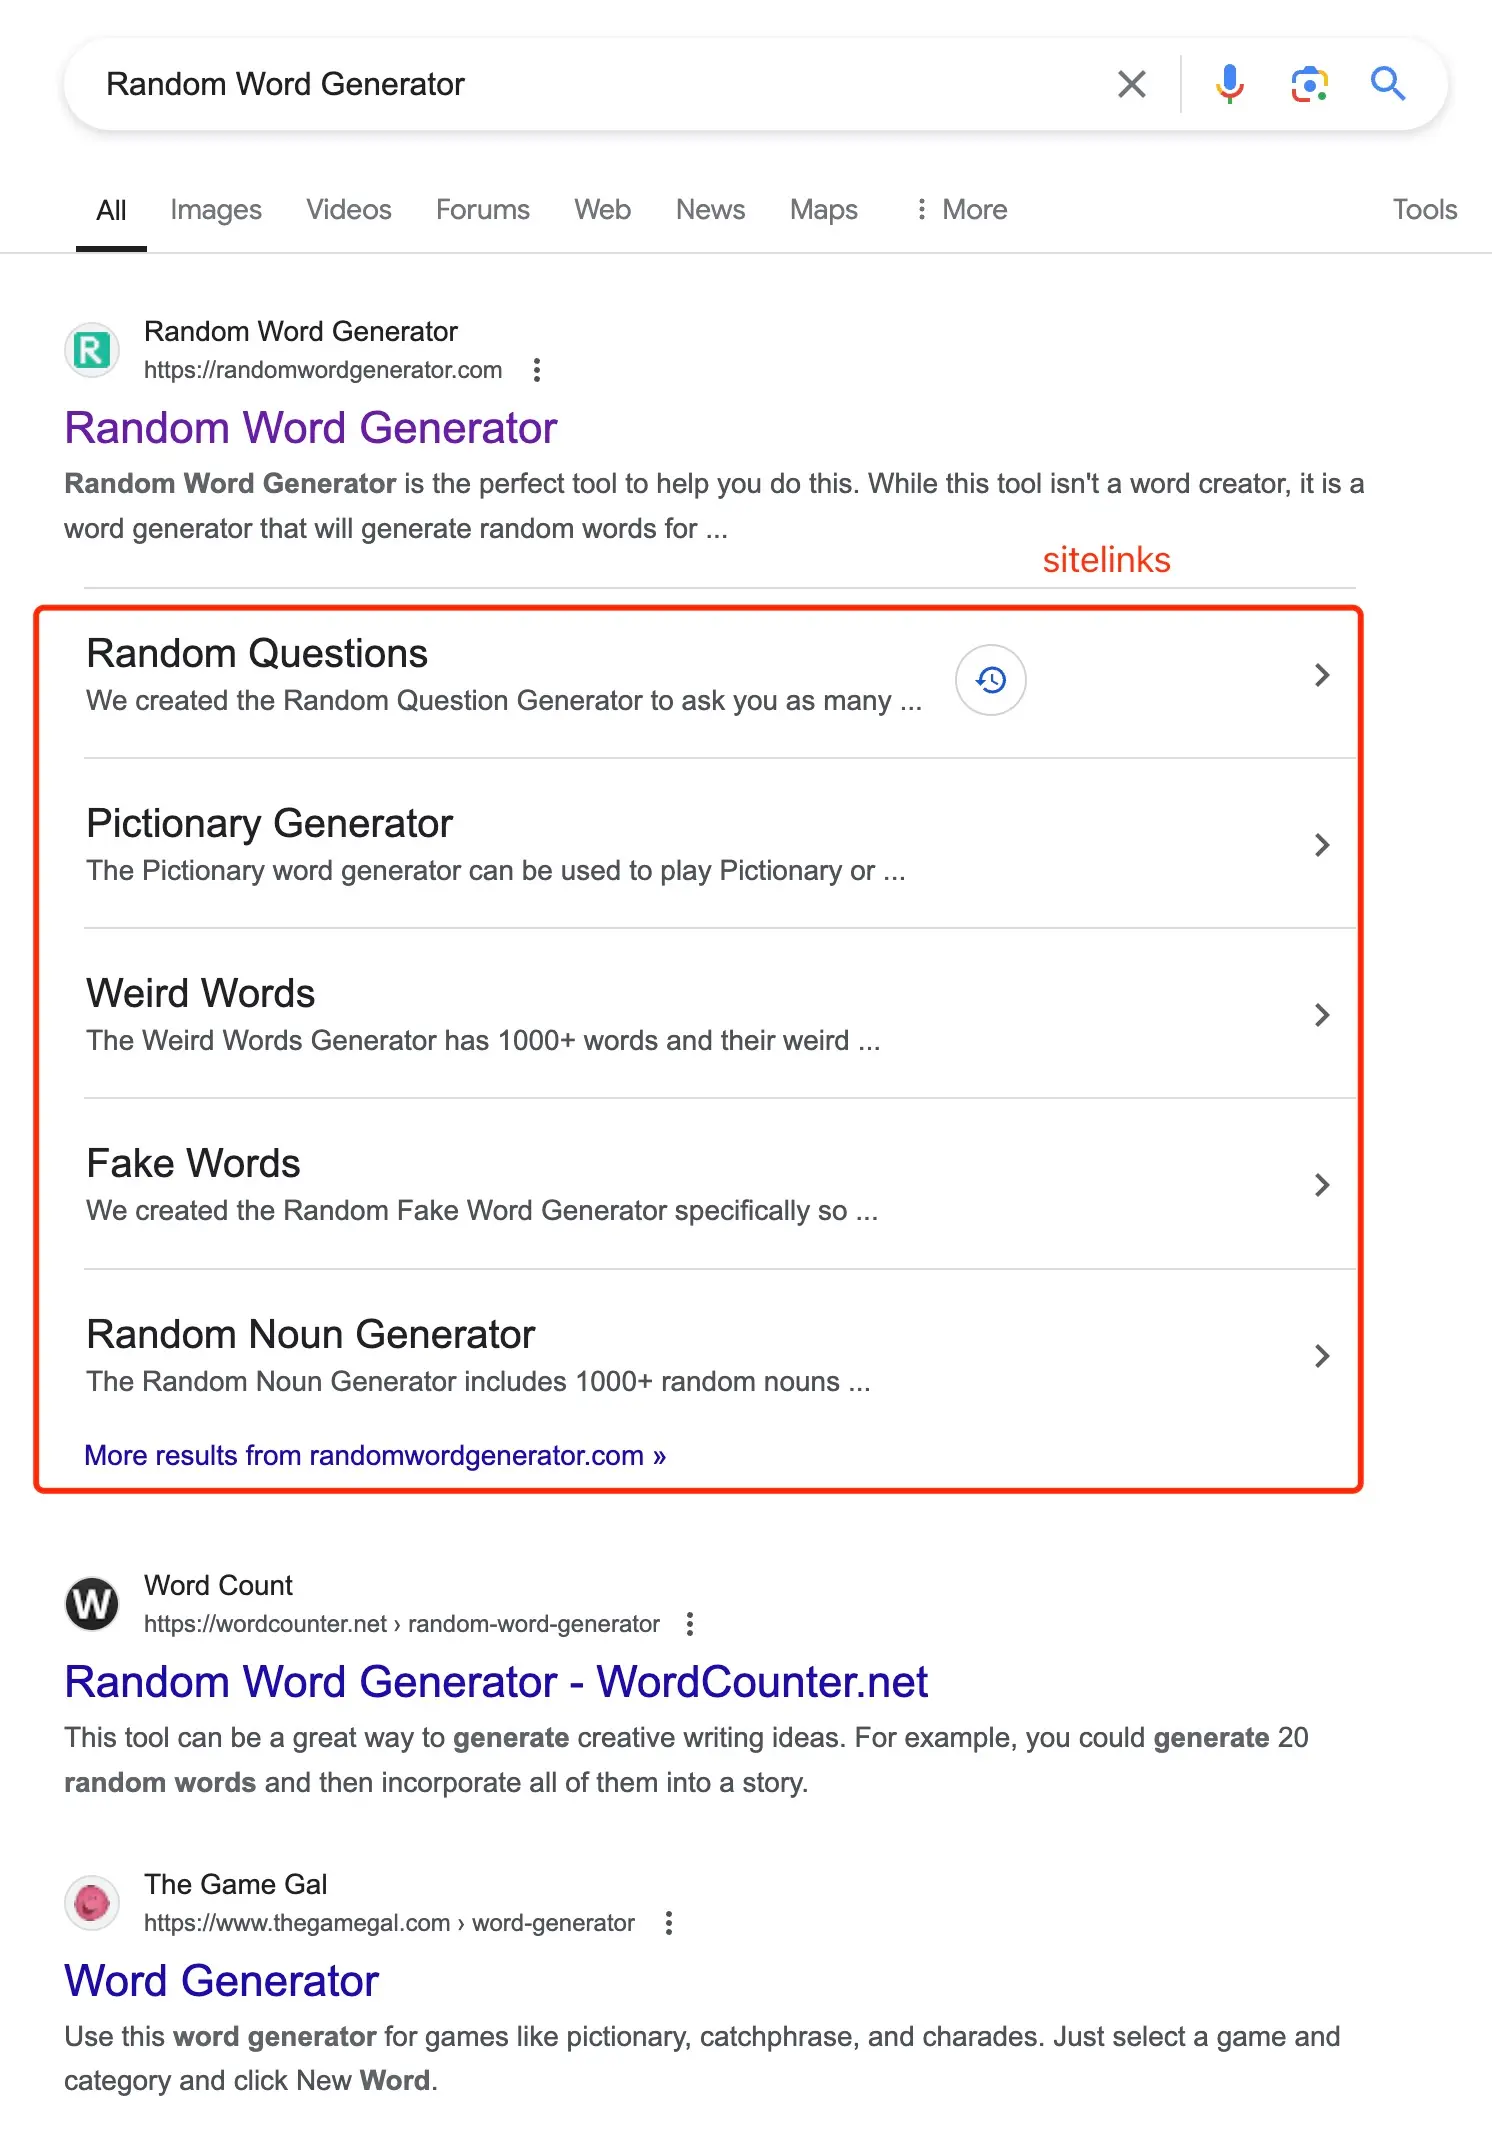 Random Word Generator
All Images Videos Forums Web News Maps More Tools
R
Random Word Generator
https://randomwordgenerator.com
Random Word Generator
Random Word Generator is the perfect tool to help you do this. While this tool isn't a word creator, it is a
word generator that will generate random words for ...
sitelinks
Random Questions
We created the Random Question Generator to ask you as many ...
Pictionary Generator
The Pictionary word generator can be used to play Pictionary or ...
Weird Words
The Weird Words Generator has 1000+ words and their weird ...
Fake Words
We created the Random Fake Word Generator specifically so ...
Random Noun Generator
The Random Noun Generator includes 1000+ random nouns ...
More results from randomwordgenerator.com »
W
Word Count
https://wordcounter.net › random-word-generator
Random Word Generator - WordCounter.net
This tool can be a great way to generate creative writing ideas. For example, you could generate 20
random words and then incorporate all of them into a story.
The Game Gal
https://www.thegamegal.com › word-generator
Word Generator
Use this word generator for games like pictionary, catchphrase, and charades. Just select a game and
category and click New Word.